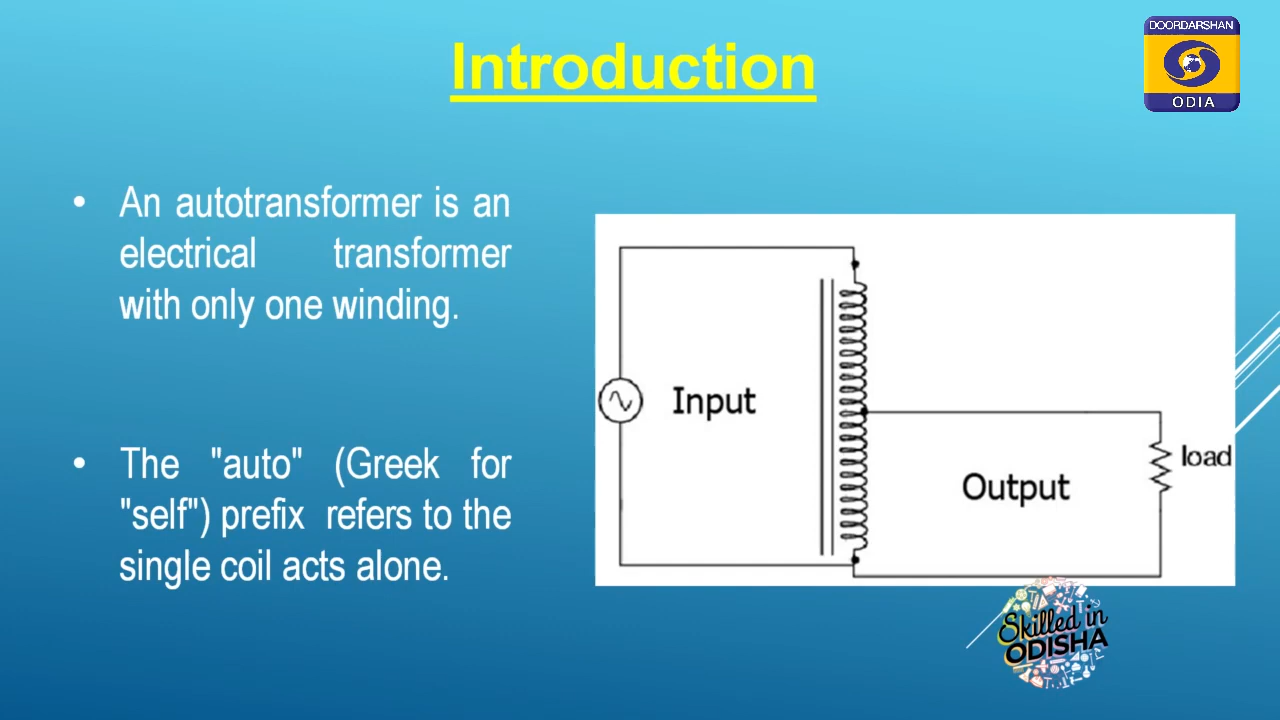 Introduction
DOORDARSHAN
ODIA
• An autotransformer is an
electrical transformer
with only one winding.
• The "auto" (Greek for
"self") prefix refers to the
single coil acts alone.
Input
Output
load
Skilled in
ODISHA